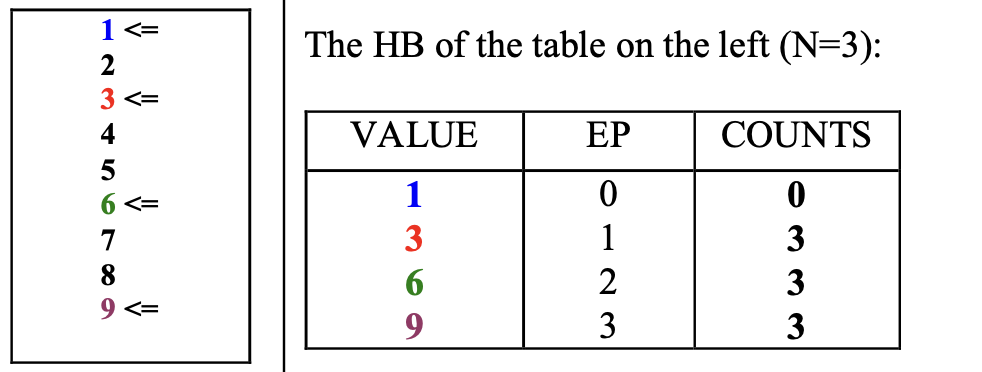 1 <=
2
3 <=
4
5
6 <=
7
8
9 <=
The HB of the table on the left (N=3):
VALUE EP COUNTS
1 0 0
3 1 3
6 2 3
9 3 3